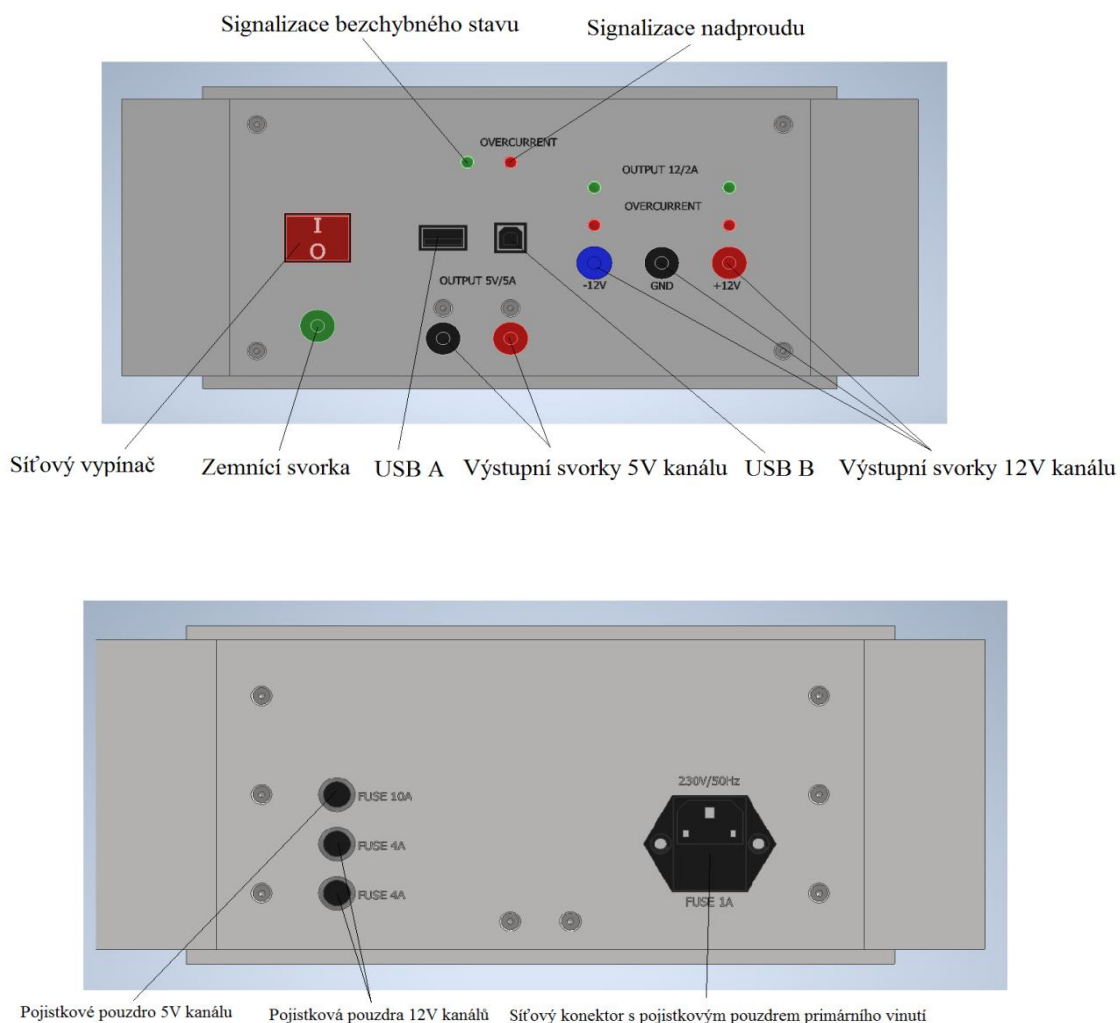 Signalizace bezchybného stavu
Signalizace nadproudu
OVERCURRENT
OUTPUT 12/2A
OVERCURRENT
I
O
-12V
GND
+12V
OUTPUT 5V/5A
Síťový vypínač
Zemnící svorka
USB A
Výstupní svorky 5V kanálu
USB B
Výstupní svorky 12V kanálu
230V/50Hz
FUSE 10A
FUSE 4A
FUSE 4A
FUSE 1A
Pojistkové pouzdro 5V kanálu
Pojistková pouzdra 12V kanálů
Síťový konektor s pojistkovým pouzdrem primárního vinutí